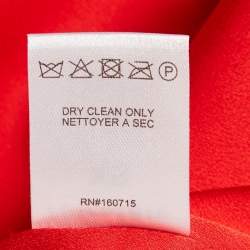 P
DRY CLEAN ONLY
NETTOYER A SEC
RN#160715